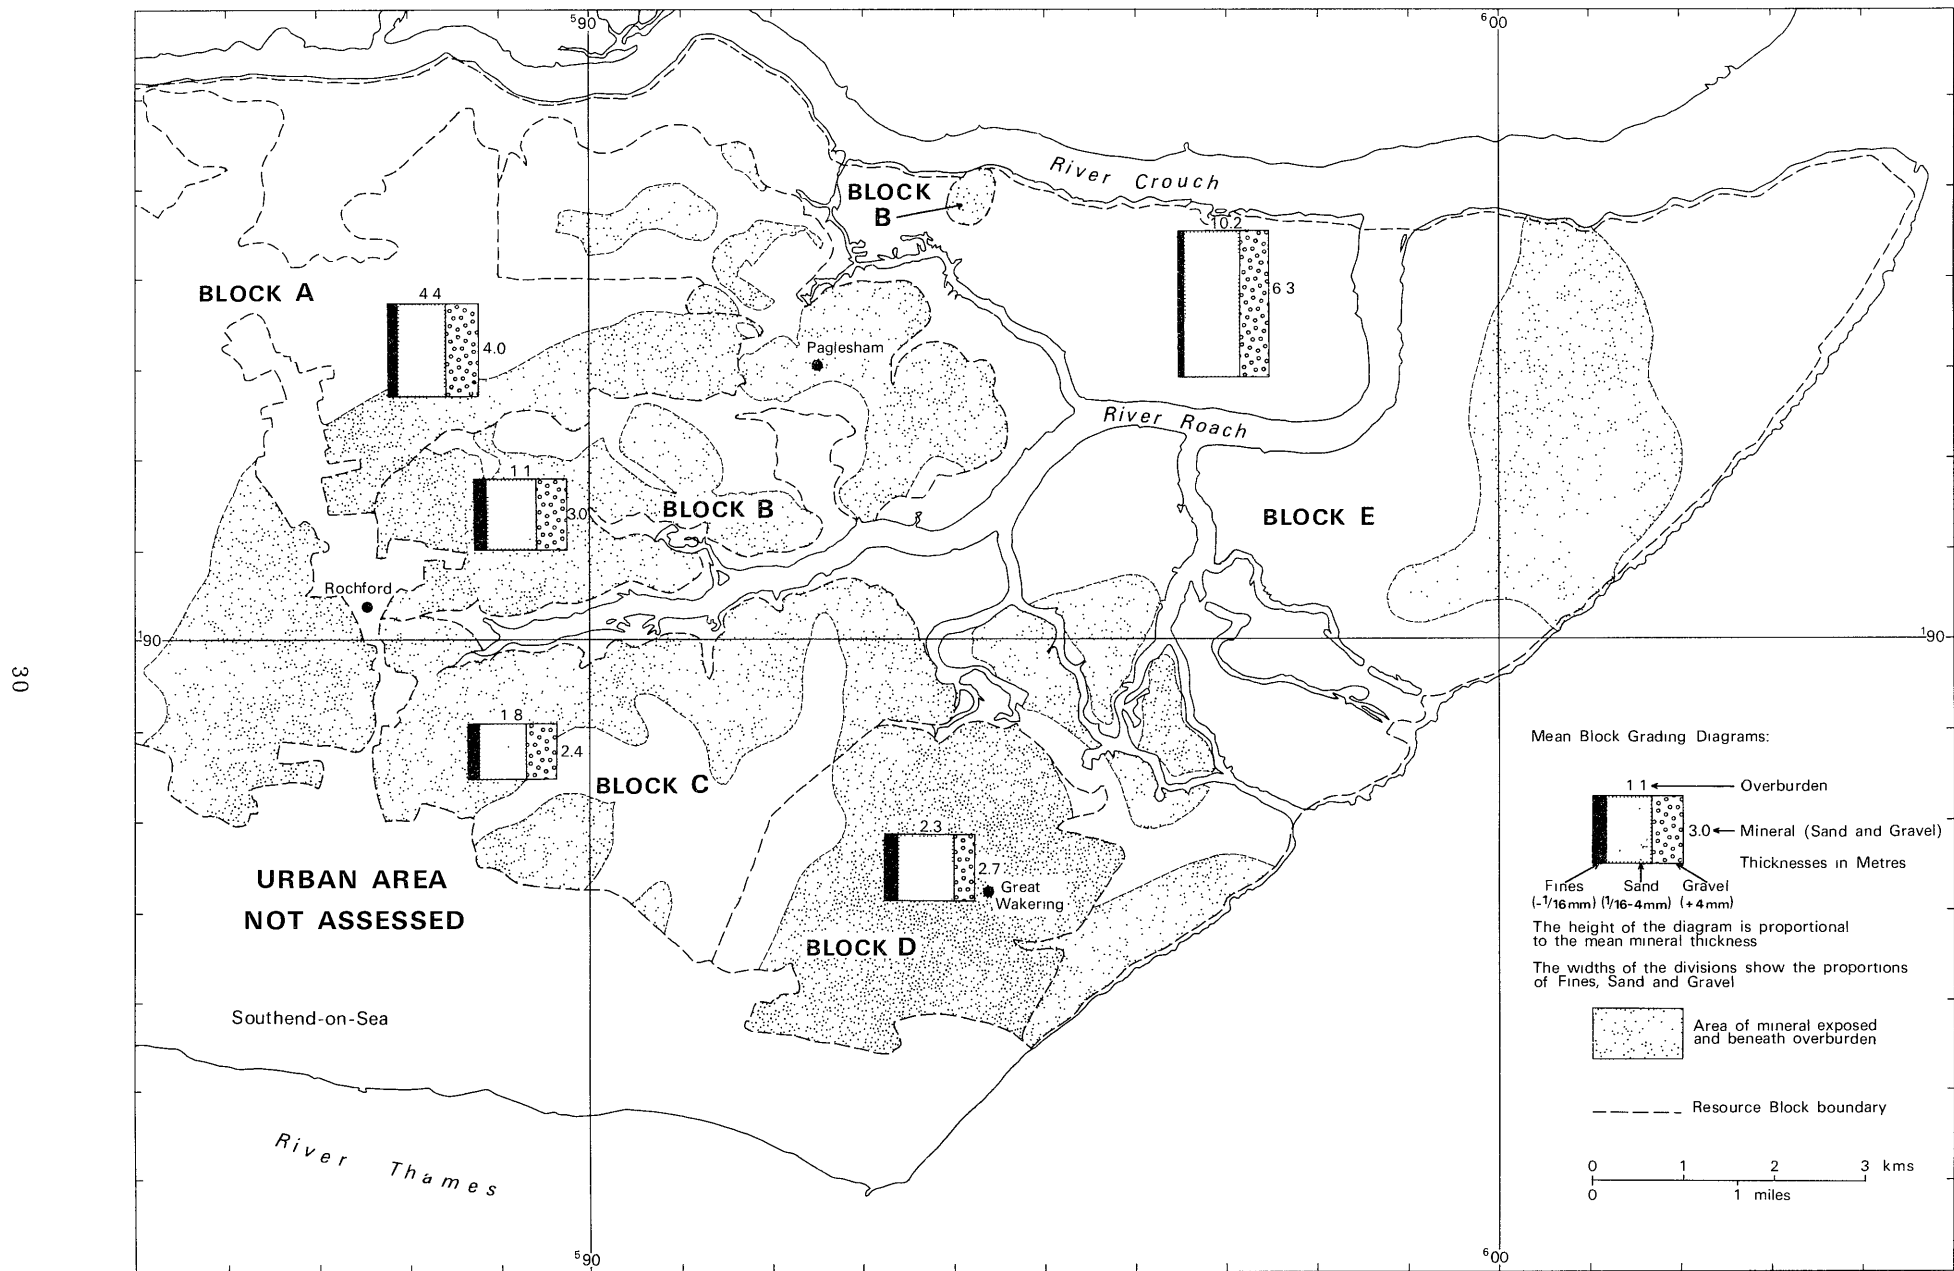 ⁵90
⁶00
River Crouch
BLOCK
B
10.2
6 3
BLOCK A
4 4
4.0
Paglesham
River Roach
1 1
3.0
BLOCK B
BLOCK E
Rochford
¹90
¹90
30
1 8
2.4
BLOCK C
2.3
2.7
Great
Wakering
BLOCK D
URBAN AREA
NOT ASSESSED
Southend-on-Sea
River Thames
Mean Block Grading Diagrams:
1 1
Overburden
3.0
Mineral (Sand and Gravel)
Thicknesses in Metres
Fines Sand Gravel
(-1/16mm) (1/16-4mm) (+4mm)
The height of the diagram is proportional
to the mean mineral thickness
The widths of the divisions show the proportions
of Fines, Sand and Gravel
Area of mineral exposed
and beneath overburden
Resource Block boundary
0 1 2 3 kms
0 1 miles
⁵90
⁶00